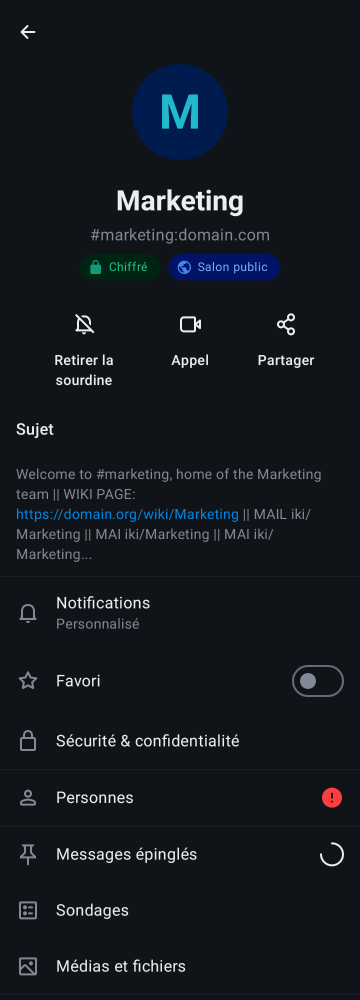 M
Marketing
#marketing:domain.com
Chiffré
Salon public
Retirer la
sourdine
Appel
Partager
Sujet
Welcome to #marketing, home of the Marketing
team || WIKI PAGE:
https://domain.org/wiki/Marketing || MAIL iki/
Marketing || MAI iki/Marketing || MAI iki/
Marketing...
Notifications
Personnalisé
Favori
Sécurité & confidentialité
Personnes
Messages épinglés
Sondages
Médias et fichiers